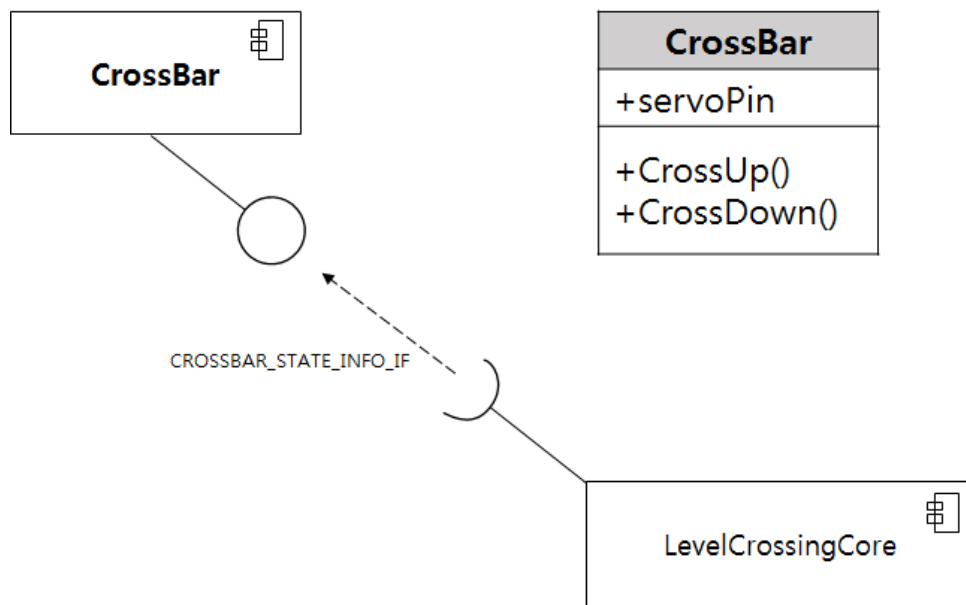 CrossBar
CrossBar
+servoPin
+CrossUp()
+CrossDown()
CROSSBAR_STATE_INFO_IF
LevelCrossingCore